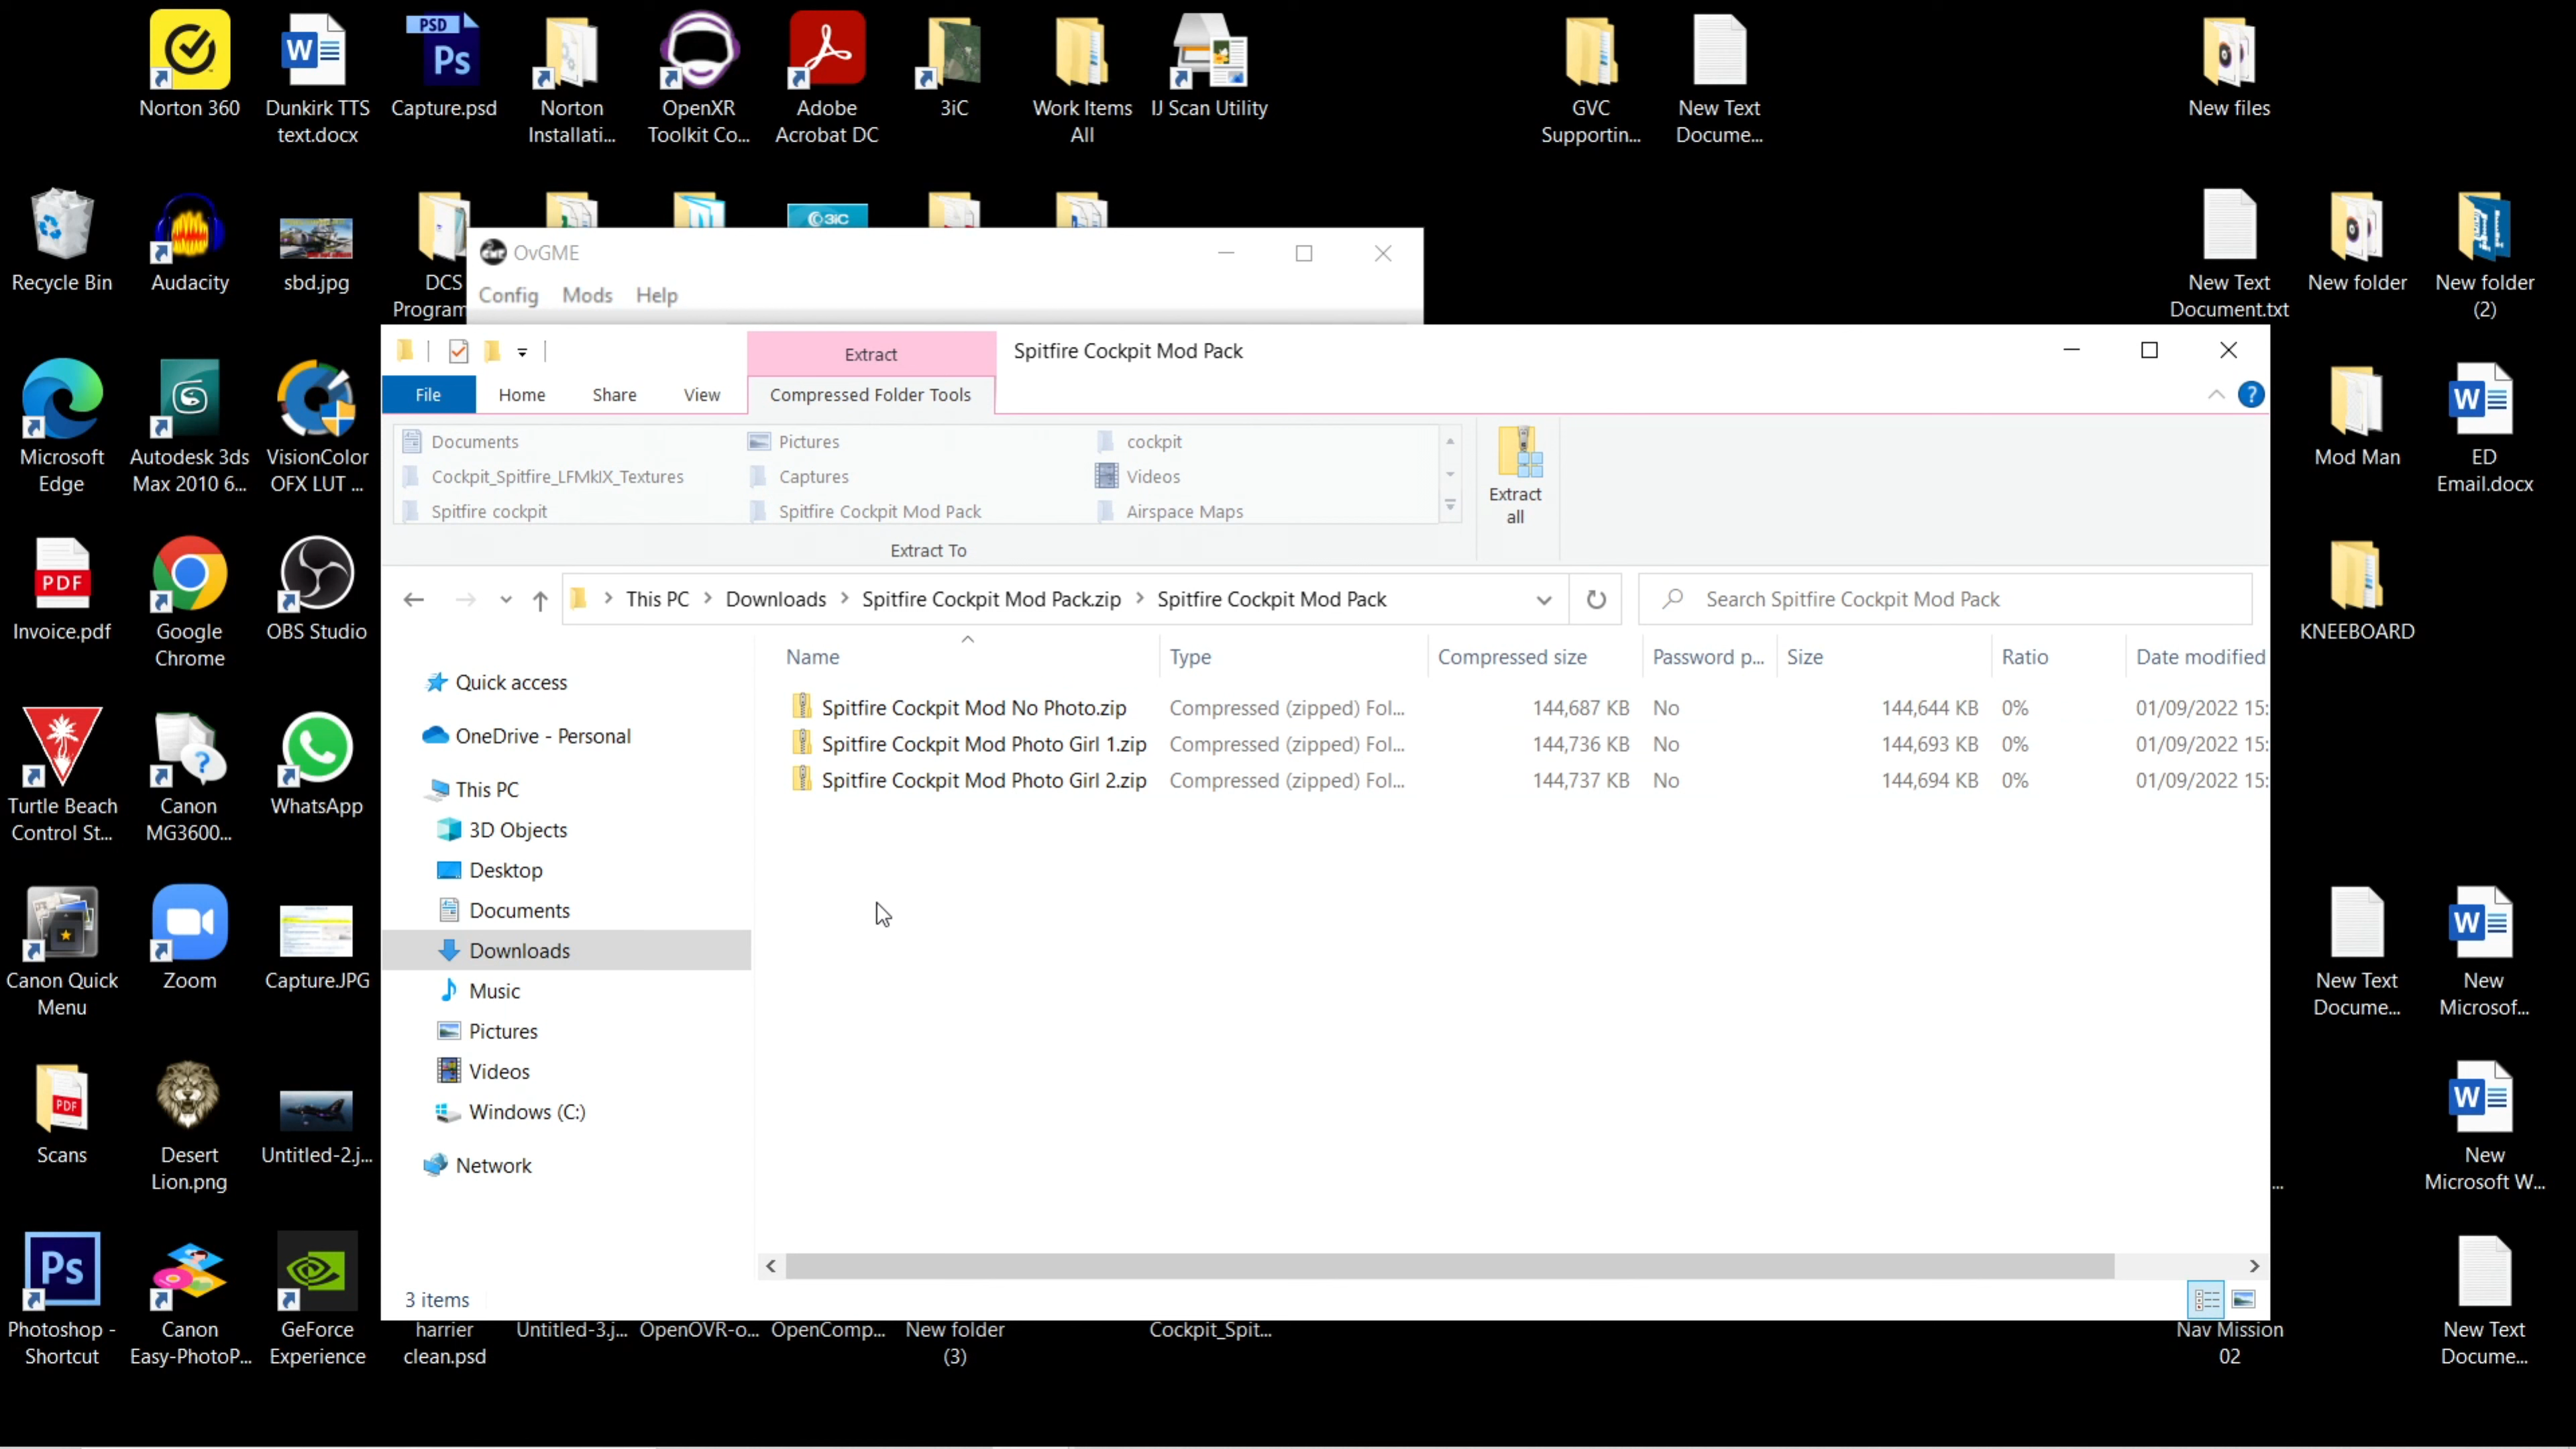 PSD
Ps
Norton 360
Dunkirk TTS
text.docx
Capture.psd
Norton
Installati...
OpenXR
Toolkit Co...
Adobe
Acrobat DC
3iC
Work Items
All
IJ Scan Utility
GVC
Supportin...
New Text
Docume...
New files
Recycle Bin
Audacity
sbd.jpg
DCS
Program
3iC
New Text
Document.txt
New folder
New folder
(2)
OvGME
Config
Mods
Help
Extract
Spitfire Cockpit Mod Pack
File
Home
Share
View
Compressed Folder Tools
Documents
Pictures
cockpit
Cockpit_Spitfire_LFMkIX_Textures
Captures
Videos
Spitfire cockpit
Spitfire Cockpit Mod Pack
Airspace Maps
Extract
all
Extract To
This PC
Downloads
Spitfire Cockpit Mod Pack.zip
Spitfire Cockpit Mod Pack
Search Spitfire Cockpit Mod Pack
Name
Type
Compressed size
Password p...
Size
Ratio
Date modified
Spitfire Cockpit Mod No Photo.zip
Compressed (zipped) Fol...
144,687 KB
No
144,644 KB
0%
01/09/2022 15:
Spitfire Cockpit Mod Photo Girl 1.zip
Compressed (zipped) Fol...
144,736 KB
No
144,693 KB
0%
01/09/2022 15:
Spitfire Cockpit Mod Photo Girl 2.zip
Compressed (zipped) Fol...
144,737 KB
No
144,694 KB
0%
01/09/2022 15:
Quick access
OneDrive - Personal
This PC
3D Objects
Desktop
Documents
Downloads
Music
Pictures
Videos
Windows (C:)
Network
3 items
Microsoft
Edge
Autodesk 3ds
Max 2010 6...
VisionColor
OFX LUT ...
Mod Man
ED
Email.docx
PDF
Invoice.pdf
Google
Chrome
OBS Studio
KNEEBOARD
Turtle Beach
Control St...
Canon
MG3600...
WhatsApp
Canon Quick
Menu
Zoom
Capture.JPG
New Text
Docume...
New
Microsof...
PDF
Scans
Desert
Lion.png
Untitled-2.j...
...
New
Microsoft W...
Ps
Photoshop -
Shortcut
Canon
Easy-PhotoP...
GeForce
Experience
harrier
clean.psd
Untitled-3.j...
OpenOVR-o...
OpenComp...
New folder
(3)
Cockpit_Spit...
Nav Mission
02
New Text
Docume...